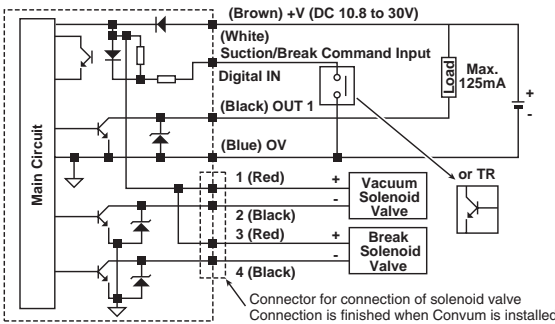 (Brown) +V (DC 10.8 to 30V)
(White)
Suction/Break Command Input
Digital IN
Load
Max.
125mA
+
-
(Black) OUT 1
(Blue) OV
Main Circuit
or TR
1 (Red)
+
-
Vacuum
Solenoid
Valve
2 (Black)
3 (Red)
+
-
Break
Solenoid
Valve
4 (Black)
Connector for connection of solenoid valve
Connection is finished when Convum is installed